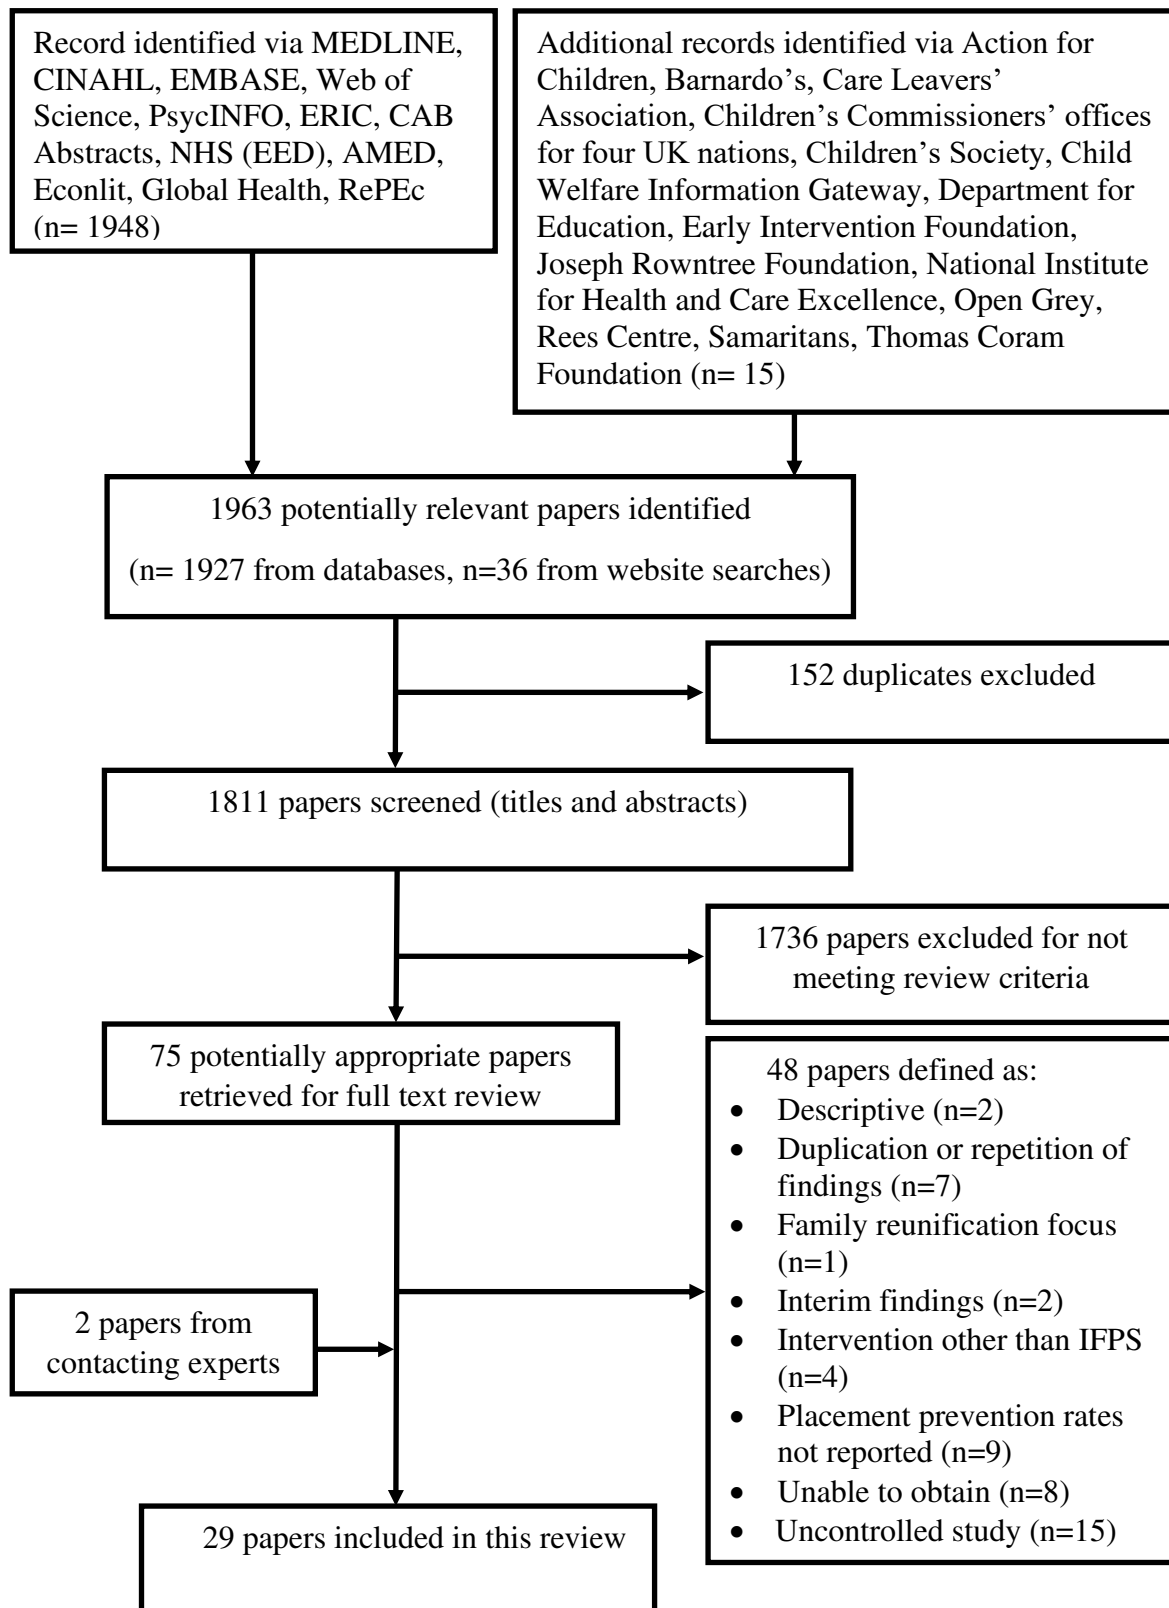 Record identified via MEDLINE,
CINAHL, EMBASE, Web of
Science, PsycINFO, ERIC, CAB
Abstracts, NHS (EED), AMED,
Econlit, Global Health, RePEc
(n= 1948)
Additional records identified via Action for
Children, Barnardo’s, Care Leavers’
Association, Children’s Commissioners’ offices
for four UK nations, Children’s Society, Child
Welfare Information Gateway, Department for
Education, Early Intervention Foundation,
Joseph Rowntree Foundation, National Institute
for Health and Care Excellence, Open Grey,
Rees Centre, Samaritans, Thomas Coram
Foundation (n= 15)
1963 potentially relevant papers identified
(n= 1927 from databases, n=36 from website searches)
152 duplicates excluded
1811 papers screened (titles and abstracts)
1736 papers excluded for not
meeting review criteria
75 potentially appropriate papers
retrieved for full text review
48 papers defined as:
• Descriptive (n=2)
• Duplication or repetition of
findings (n=7)
• Family reunification focus
(n=1)
• Interim findings (n=2)
• Intervention other than IFPS
(n=4)
• Placement prevention rates
not reported (n=9)
• Unable to obtain (n=8)
• Uncontrolled study (n=15)
2 papers from
contacting experts
29 papers included in this review